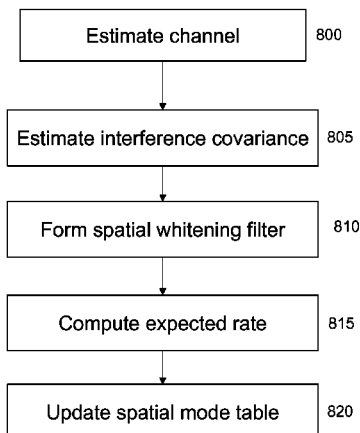 Estimate channel 800
Estimate interference covariance 805
Form spatial whitening filter 810
Compute expected rate 815
Update spatial mode table 820